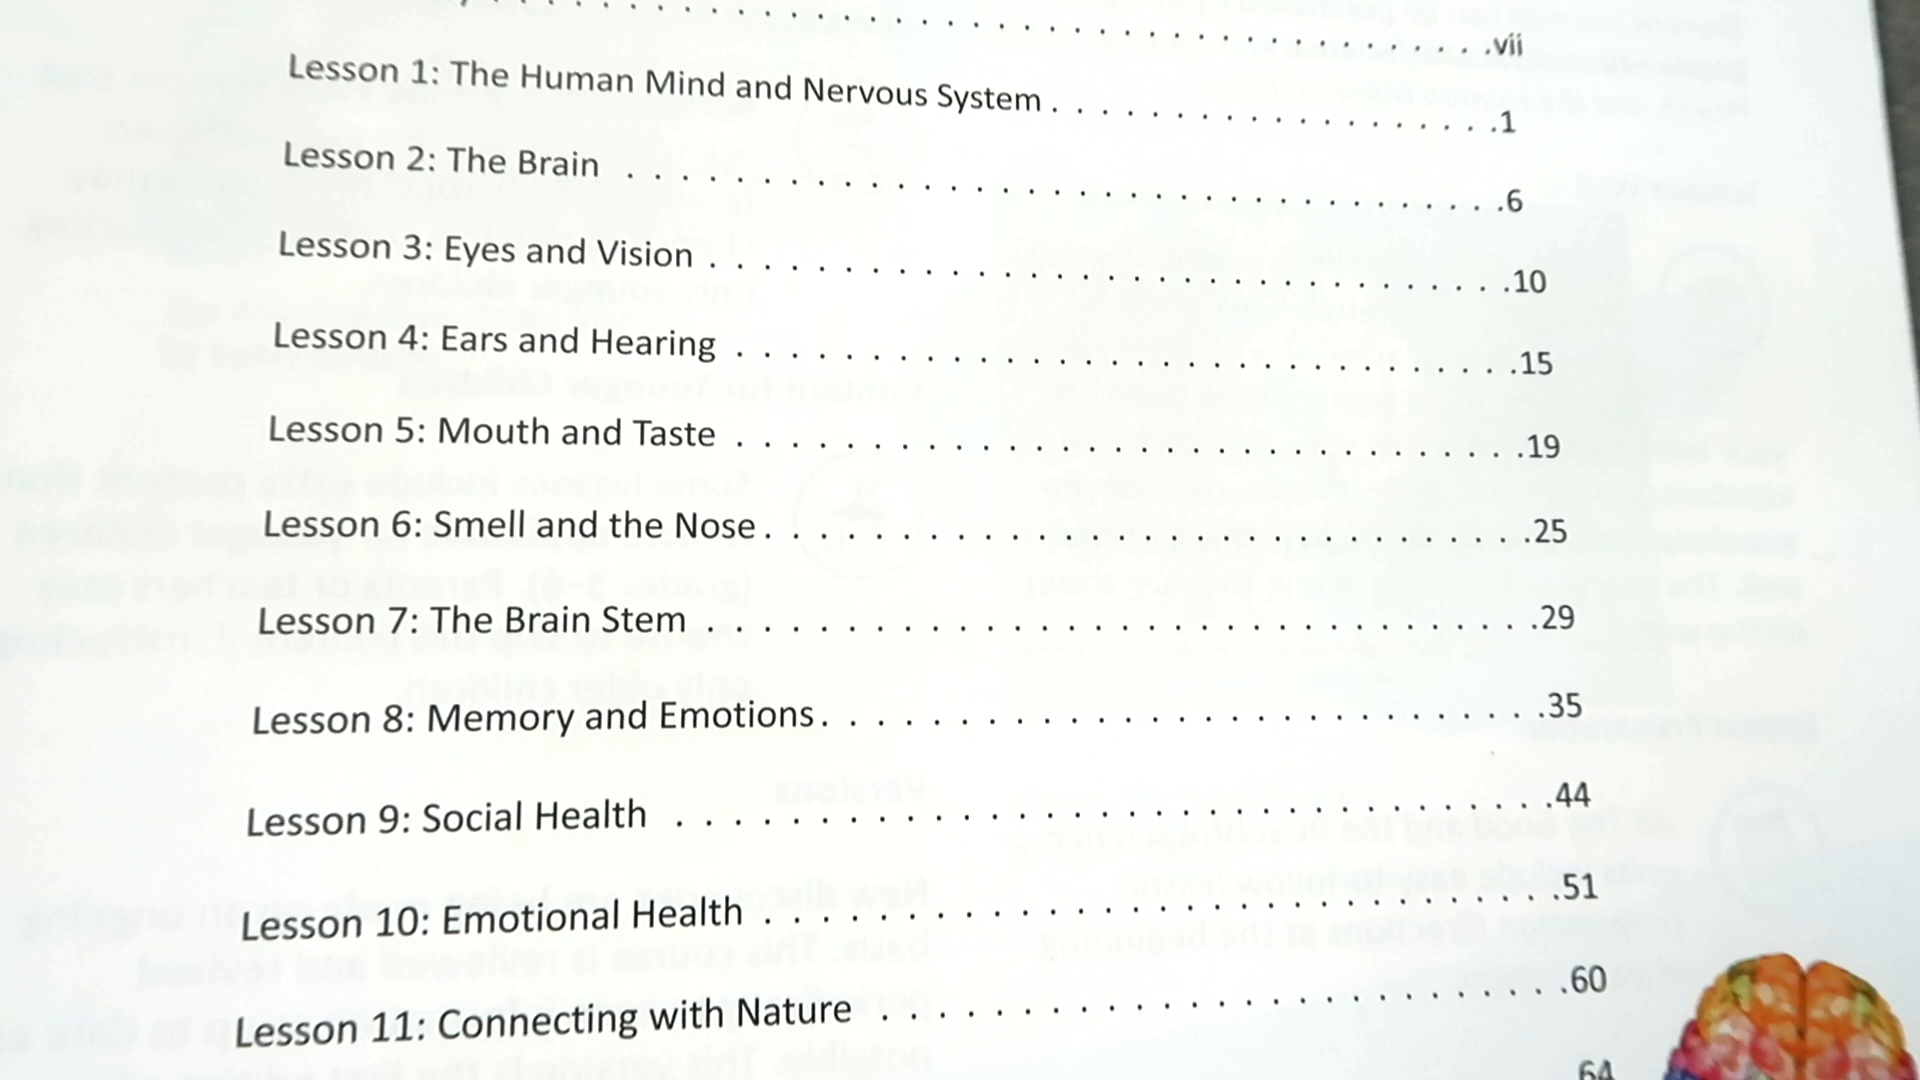 vii
Lesson 1: The Human Mind and Nervous System . . . . . . . . . . . . . . . . . .1
Lesson 2: The Brain . . . . . . . . . . . . . . . . . . . . . . . . . . . . . . . .6
Lesson 3: Eyes and Vision . . . . . . . . . . . . . . . . . . . . . . . . . . . . . .10
Lesson 4: Ears and Hearing . . . . . . . . . . . . . . . . . . . . . . . . . . . . .15
Lesson 5: Mouth and Taste . . . . . . . . . . . . . . . . . . . . . . . . . . . . .19
Lesson 6: Smell and the Nose . . . . . . . . . . . . . . . . . . . . . . . . . . . .25
Lesson 7: The Brain Stem . . . . . . . . . . . . . . . . . . . . . . . . . . . . . . .29
Lesson 8: Memory and Emotions . . . . . . . . . . . . . . . . . . . . . . . . . .35
Lesson 9: Social Health . . . . . . . . . . . . . . . . . . . . . . . . . . . . . . . .44
Lesson 10: Emotional Health . . . . . . . . . . . . . . . . . . . . . . . . . . . . .51
Lesson 11: Connecting with Nature . . . . . . . . . . . . . . . . . . . . . . . . .60
64